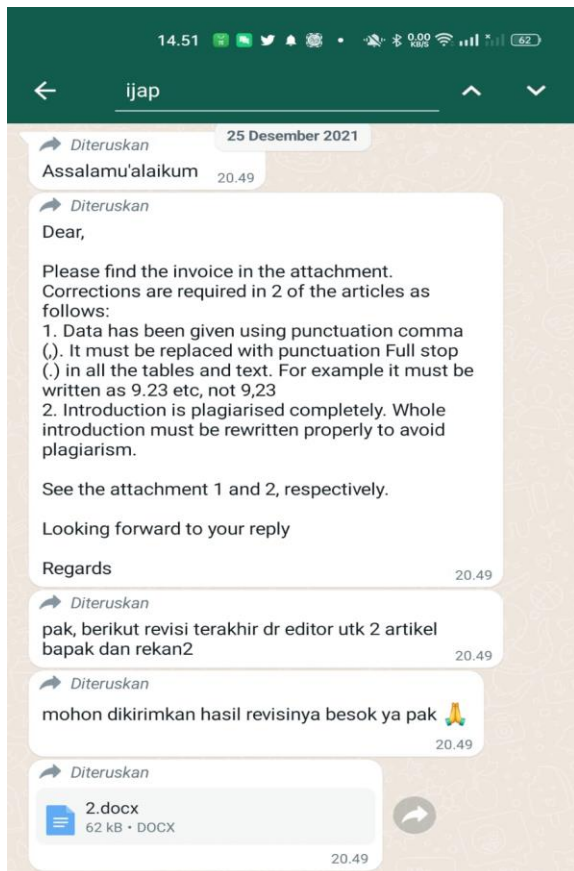 14.51
0.00 KB/S
62
ijap
25 Desember 2021
Diteruskan
Assalamu'alaikum 20.49
Diteruskan
Dear,
Please find the invoice in the attachment.
Corrections are required in 2 of the articles as
follows:
1. Data has been given using punctuation comma
(,). It must be replaced with punctuation Full stop
(.) in all the tables and text. For example it must be
written as 9.23 etc, not 9,23
2. Introduction is plagiarised completely. Whole
introduction must be rewritten properly to avoid
plagiarism.
See the attachment 1 and 2, respectively.
Looking forward to your reply
Regards
20.49
Diteruskan
pak, berikut revisi terakhir dr editor utk 2 artikel
bapak dan rekan2
20.49
Diteruskan
mohon dikirimkan hasil revisinya besok ya pak 🙏
20.49
Diteruskan
2.docx
62 kB • DOCX
20.49